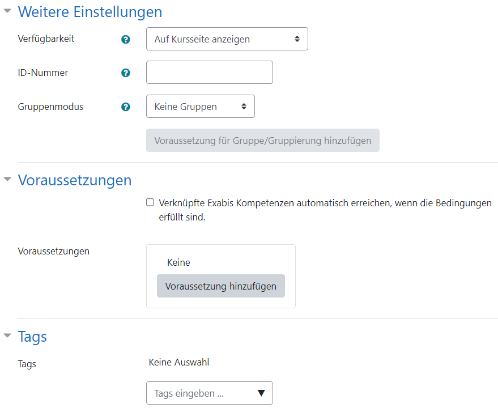 Weitere Einstellungen
Verfügbarkeit
Auf Kursseite anzeigen
ID-Nummer
Gruppenmodus
Keine Gruppen
Voraussetzung für Gruppe/Gruppierung hinzufügen
Voraussetzungen
Verknüpfte Exabis Kompetenzen automatisch erreichen, wenn die Bedingungen
erfüllt sind.
Voraussetzungen
Keine
Voraussetzung hinzufügen
Tags
Tags
Keine Auswahl
Tags eingeben ...